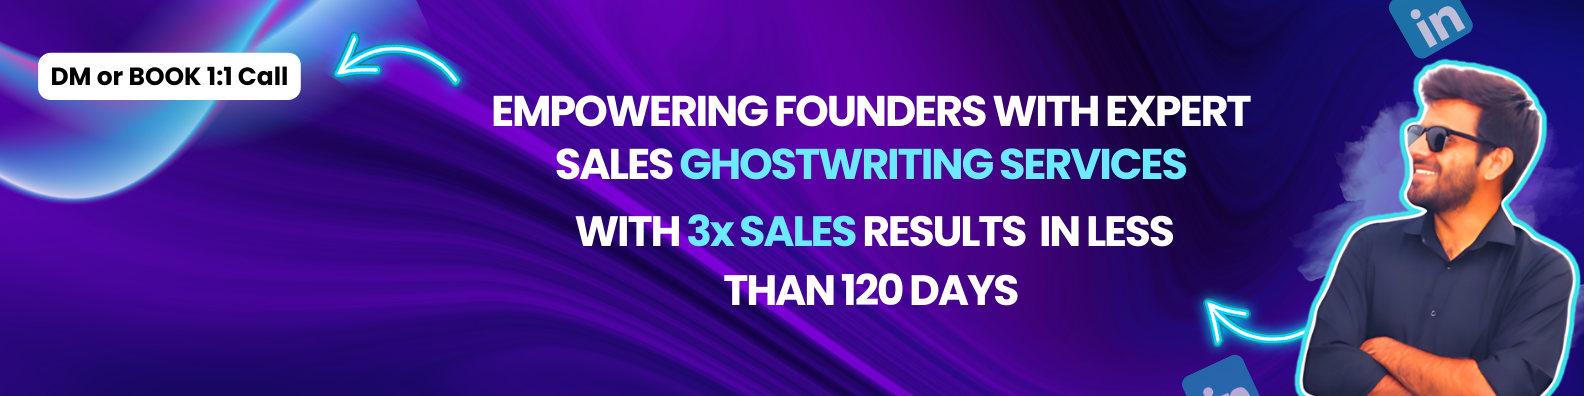 DM or BOOK 1:1 Call
in
EMPOWERING FOUNDERS WITH EXPERT
SALES GHOSTWRITING SERVICES
WITH 3x SALES RESULTS IN LESS
THAN 120 DAYS
in